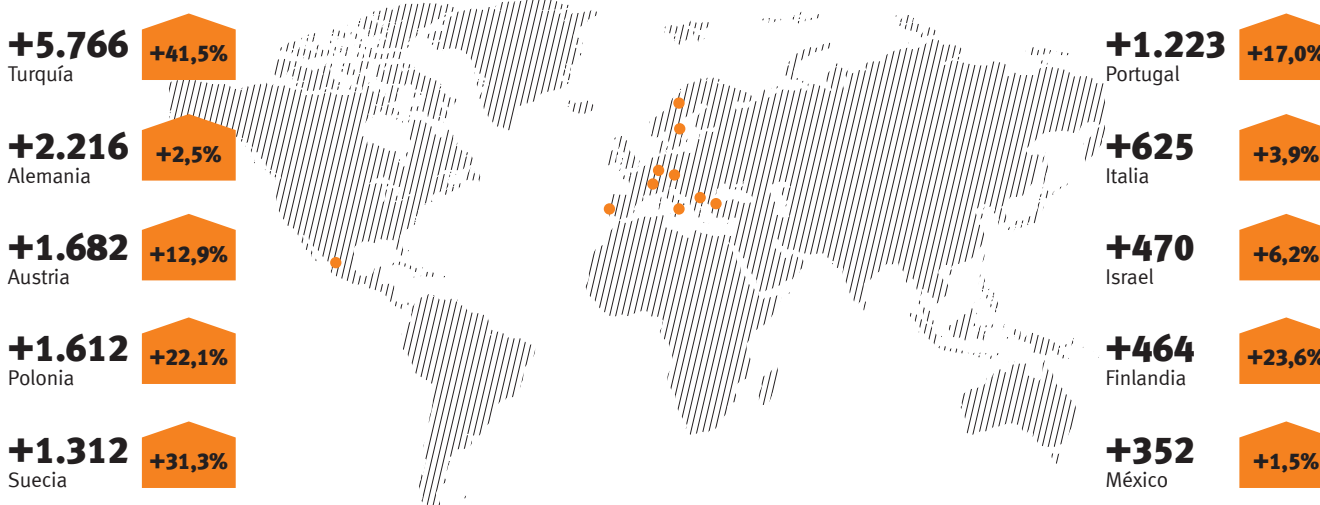 +5.766
+41,5%
Turquía
+2.216
+2,5%
Alemania
+1.682
+12,9%
Austria
+1.612
+22,1%
Polonia
+1.312
+31,3%
Suecia
+1.223
+17,0%
Portugal
+625
+3,9%
Italia
+470
+6,2%
Israel
+464
+23,6%
Finlandia
+352
+1,5%
México